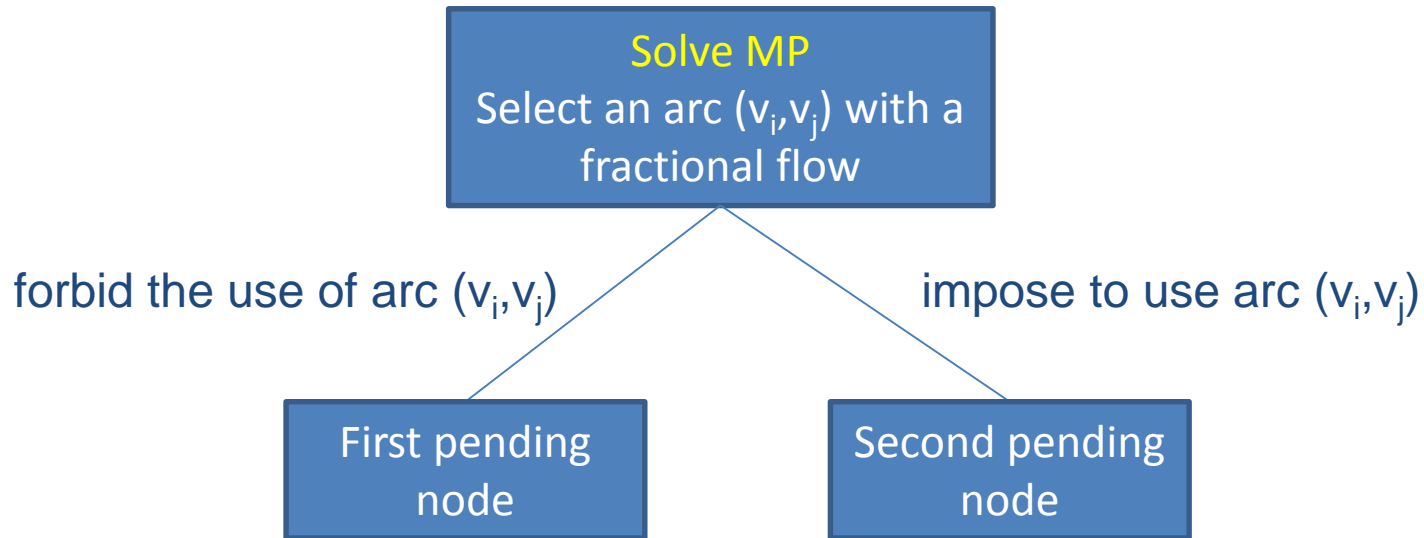 Solve MP
Select an arc (vᵢ,vⱼ) with a
fractional flow
forbid the use of arc (vᵢ,vⱼ)
impose to use arc (vᵢ,vⱼ)
First pending
node
Second pending
node